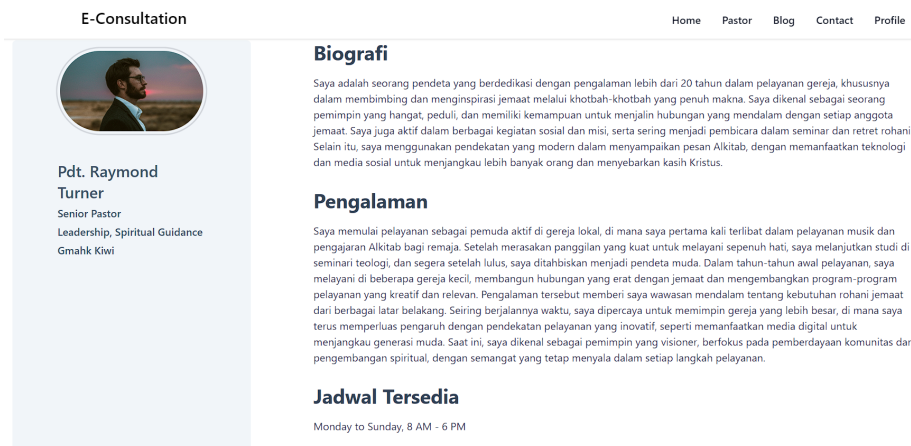 E-Consultation
Home Pastor Blog Contact Profile
Pdt. Raymond
Turner
Senior Pastor
Leadership, Spiritual Guidance
Gmahk Kiwi
Biografi
Saya adalah seorang pendeta yang berdedikasi dengan pengalaman lebih dari 20 tahun dalam pelayanan gereja, khususnya
dalam membimbing dan menginspirasi jemaat melalui khotbah-khotbah yang penuh makna. Saya dikenal sebagai seorang
pemimpin yang hangat, peduli, dan memiliki kemampuan untuk menjalin hubungan yang mendalam dengan setiap anggota
jemaat. Saya juga aktif dalam berbagai kegiatan sosial dan misi, serta sering menjadi pembicara dalam seminar dan retret rohani
Selain itu, saya menggunakan pendekatan yang modern dalam menyampaikan pesan Alkitab, dengan memanfaatkan teknologi
dan media sosial untuk menjangkau lebih banyak orang dan menyebarkan kasih Kristus.
Pengalaman
Saya memulai pelayanan sebagai pemuda aktif di gereja lokal, di mana saya pertama kali terlibat dalam pelayanan musik dan
pengajaran Alkitab bagi remaja. Setelah merasakan panggilan yang kuat untuk melayani sepenuh hati, saya melanjutkan studi di
seminari teologi, dan segera setelah lulus, saya ditahbiskan menjadi pendeta muda. Dalam tahun-tahun awal pelayanan, saya
melayani di beberapa gereja kecil, membangun hubungan yang erat dengan jemaat dan mengembangkan program-program
pelayanan yang kreatif dan relevan. Pengalaman tersebut memberi saya wawasan mendalam tentang kebutuhan rohani jemaat
dari berbagai latar belakang. Seiring berjalannya waktu, saya dipercaya untuk memimpin gereja yang lebih besar, di mana saya
terus memperluas pengaruh dengan pendekatan pelayanan yang inovatif, seperti memanfaatkan media digital untuk
menjangkau generasi muda. Saat ini, saya dikenal sebagai pemimpin yang visioner, berfokus pada pemberdayaan komunitas da
pengembangan spiritual, dengan semangat yang tetap menyala dalam setiap langkah pelayanan.
Jadwal Tersedia
Monday to Sunday, 8 AM - 6 PM